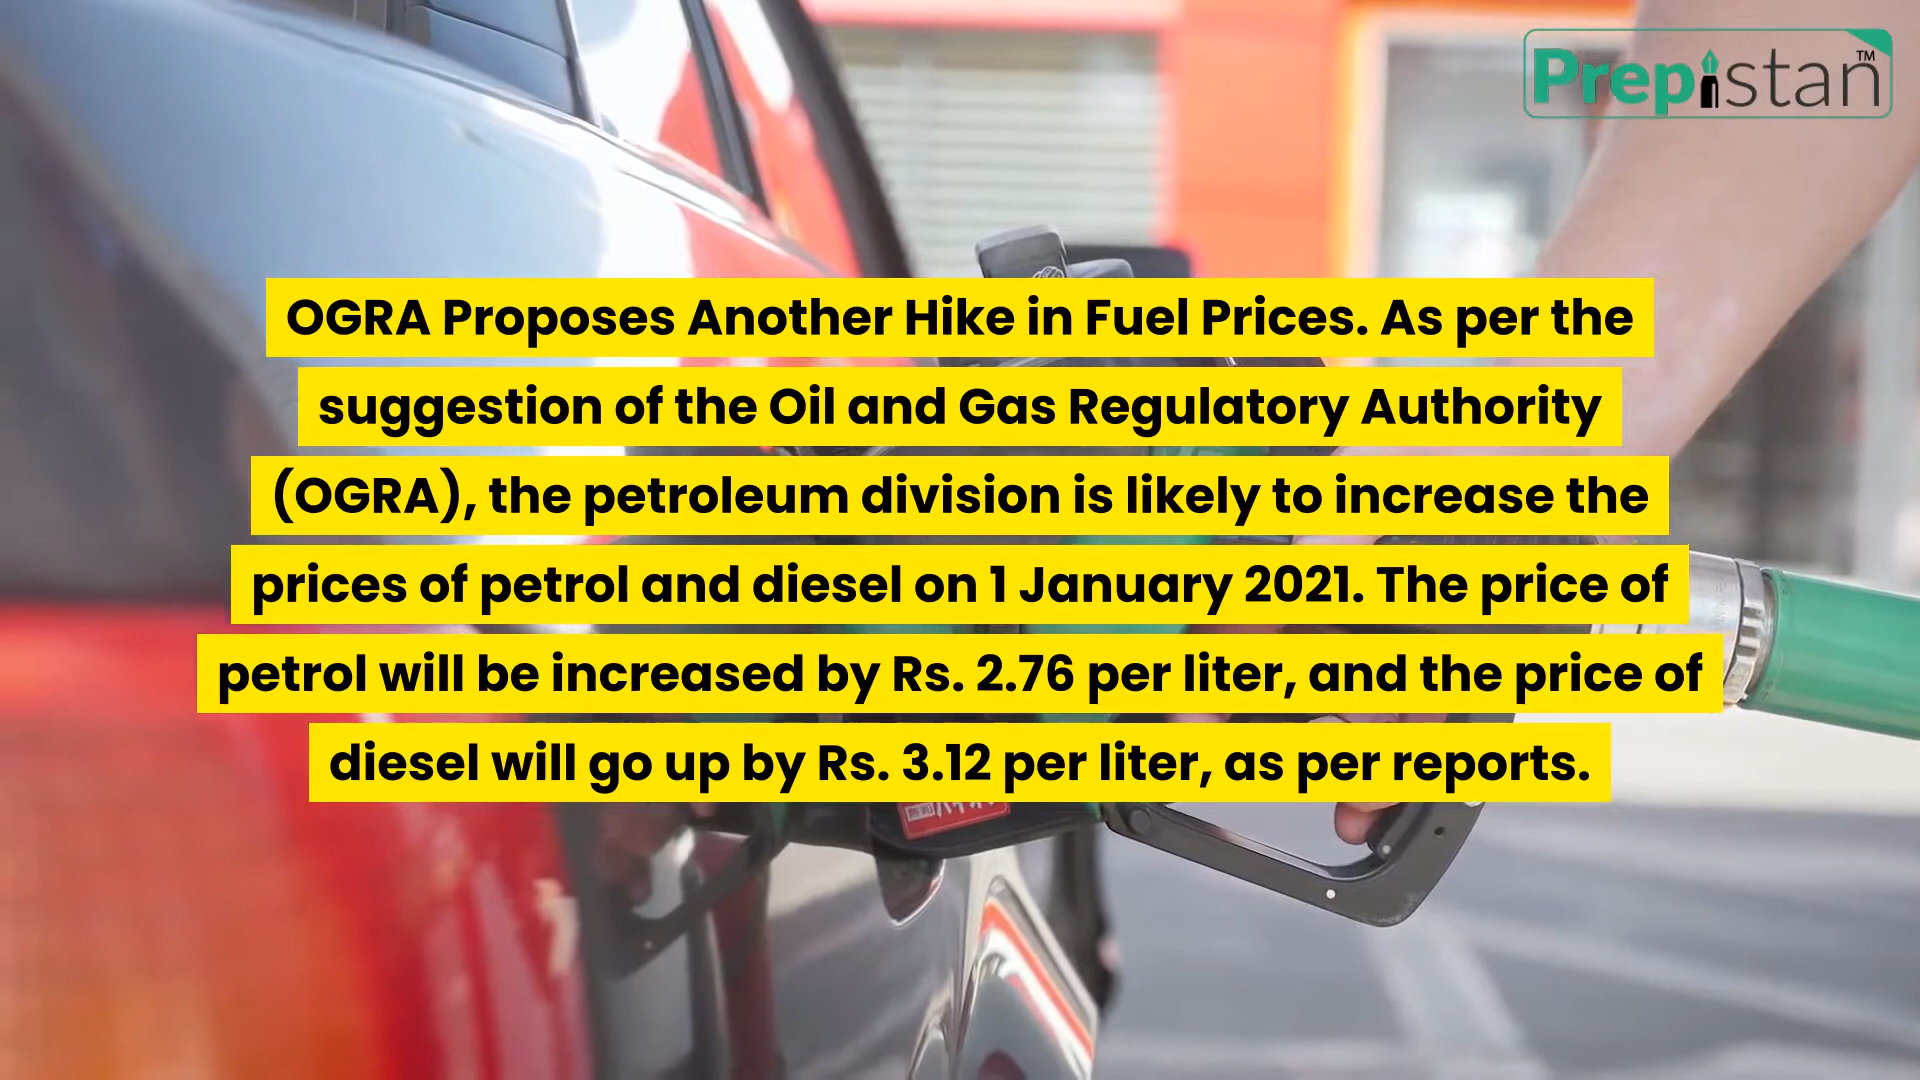 Prepistan™
OGRA Proposes Another Hike in Fuel Prices. As per the
suggestion of the Oil and Gas Regulatory Authority
(OGRA), the petroleum division is likely to increase the
prices of petrol and diesel on 1 January 2021. The price of
petrol will be increased by Rs. 2.76 per liter, and the price of
diesel will go up by Rs. 3.12 per liter, as per reports.